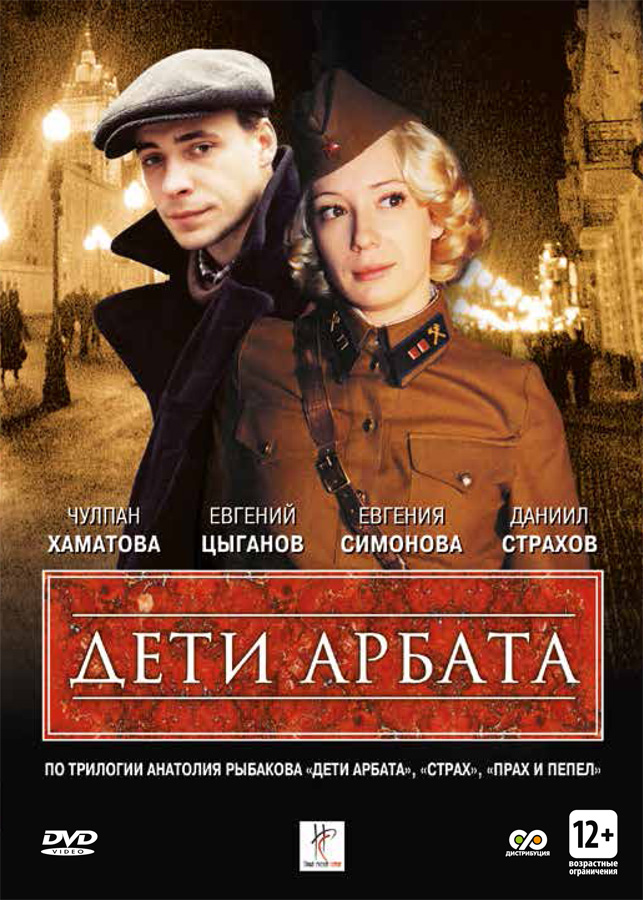 ЧУЛПАН ЕВГЕНИЙ ЕВГЕНИЯ ДАНИИЛ
ХАМАТОВА ЦЫГАНОВ СИМОНОВА СТРАХОВ
ДЕТИ АРБАТА
ПО ТРИЛОГИИ АНАТОЛИЯ РЫБАКОВА «ДЕТИ АРБАТА», «СТРАХ», «ПРАХ И ПЕПЕЛ»
DVD
VIDEO
ДИСТРИБУЦИЯ
12+
возрастные
ограничения